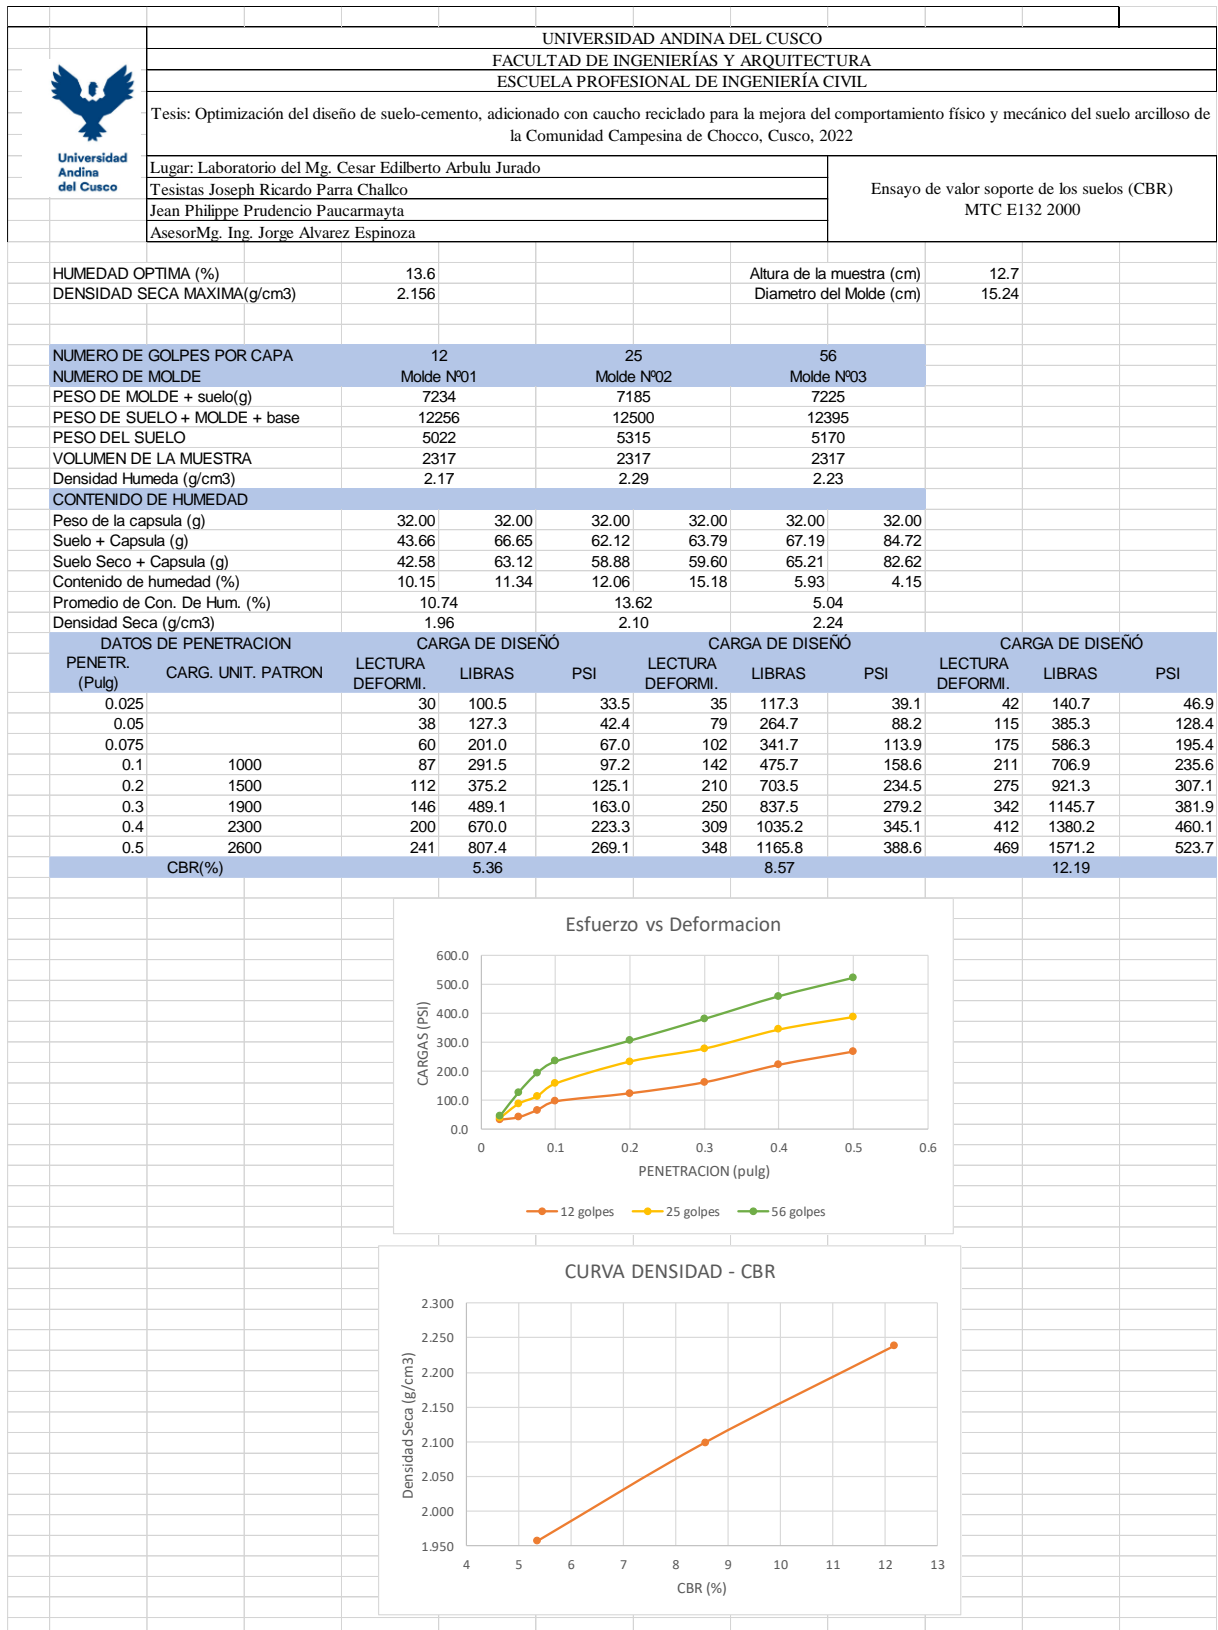 UNIVERSIDAD ANDINA DEL CUSCO
FACULTAD DE INGENIERÍAS Y ARQUITECTURA
ESCUELA PROFESIONAL DE INGENIERÍA CIVIL
Tesis: Optimización del diseño de suelo-cemento, adicionado con caucho reciclado para la mejora del comportamiento físico y mecánico del suelo arcilloso de
la Comunidad Campesina de Chocco, Cusco, 2022
Universidad
Andina
del Cusco
Lugar: Laboratorio del Mg. Cesar Edilberto Arbulu Jurado
Tesistas Joseph Ricardo Parra Challco
Jean Philippe Prudencio Paucarmayta
AsesorMg. Ing. Jorge Alvarez Espinoza
Ensayo de valor soporte de los suelos (CBR)
MTC E132 2000
HUMEDAD OPTIMA (%) 13.6 Altura de la muestra (cm) 12.7
DENSIDAD SECA MAXIMA(g/cm3) 2.156 Diametro del Molde (cm) 15.24
NUMERO DE GOLPES POR CAPA 12 25 56
NUMERO DE MOLDE Molde Nº01 Molde Nº02 Molde Nº03
PESO DE MOLDE + suelo(g) 7234 7185 7225
PESO DE SUELO + MOLDE + base 12256 12500 12395
PESO DEL SUELO 5022 5315 5170
VOLUMEN DE LA MUESTRA 2317 2317 2317
Densidad Humeda (g/cm3) 2.17 2.29 2.23
CONTENIDO DE HUMEDAD
Peso de la capsula (g) 32.00 32.00 32.00 32.00 32.00 32.00
Suelo + Capsula (g) 43.66 66.65 62.12 63.79 67.19 84.72
Suelo Seco + Capsula (g) 42.58 63.12 58.88 59.60 65.21 82.62
Contenido de humedad (%) 10.15 11.34 12.06 15.18 5.93 4.15
Promedio de Con. De Hum. (%) 10.74 13.62 5.04
Densidad Seca (g/cm3) 1.96 2.10 2.24
DATOS DE PENETRACION CARGA DE DISEÑÓ CARGA DE DISEÑÓ CARGA DE DISEÑÓ
PENETR. (Pulg) CARG. UNIT. PATRON LECTURA DEFORMI. LIBRAS PSI LECTURA DEFORMI. LIBRAS PSI LECTURA DEFORMI. LIBRAS PSI
0.025 30 100.5 33.5 35 117.3 39.1 42 140.7 46.9
0.05 38 127.3 42.4 79 264.7 88.2 115 385.3 128.4
0.075 60 201.0 67.0 102 341.7 113.9 175 586.3 195.4
0.1 1000 87 291.5 97.2 142 475.7 158.6 211 706.9 235.6
0.2 1500 112 375.2 125.1 210 703.5 234.5 275 921.3 307.1
0.3 1900 146 489.1 163.0 250 837.5 279.2 342 1145.7 381.9
0.4 2300 200 670.0 223.3 309 1035.2 345.1 412 1380.2 460.1
0.5 2600 241 807.4 269.1 348 1165.8 388.6 469 1571.2 523.7
CBR(%) 5.36 8.57 12.19
Esfuerzo vs Deformacion
600.0
500.0
400.0
300.0
200.0
100.0
0.0
CARGAS (PSI)
0 0.1 0.2 0.3 0.4 0.5 0.6
PENETRACION (pulg)
12 golpes 25 golpes 56 golpes
CURVA DENSIDAD - CBR
2.300
2.250
2.200
2.150
2.100
2.050
2.000
1.950
Densidad Seca (g/cm3)
4 5 6 7 8 9 10 11 12 13
CBR (%)